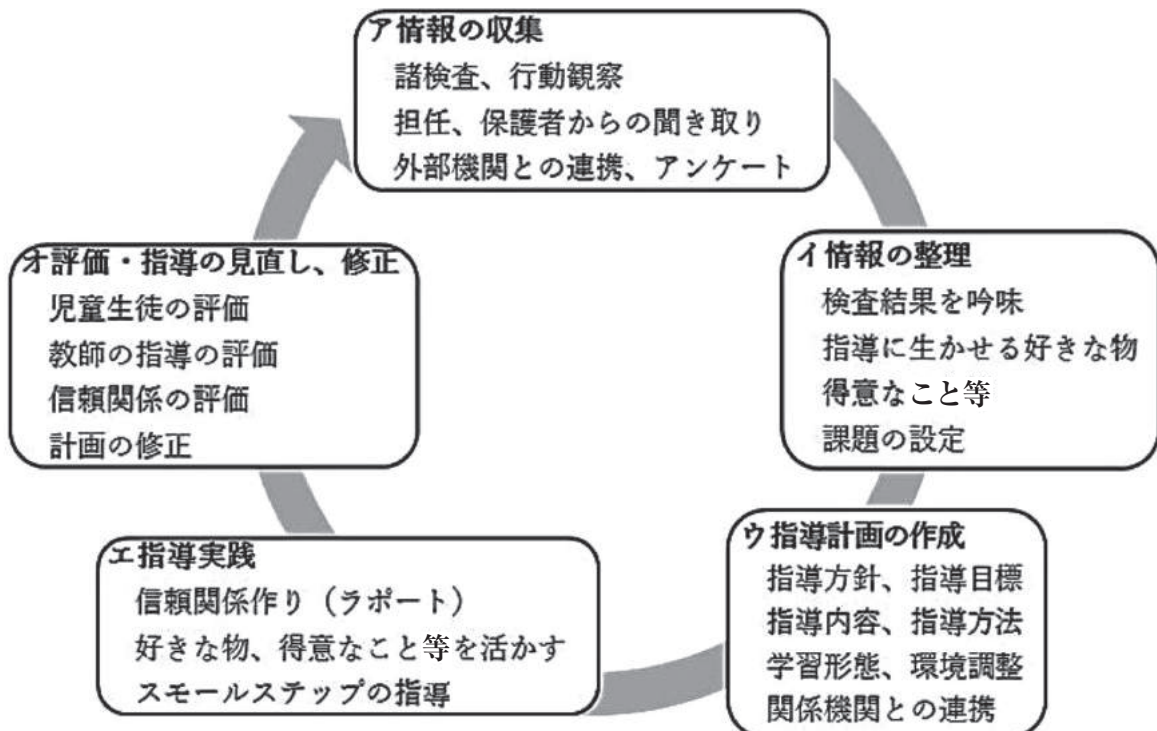 ア情報の収集
諸検査、行動観察
担任、保護者からの聞き取り
外部機関との連携、アンケート
イ情報の整理
検査結果を吟味
指導に生かせる好きな物
得意なこと等
課題の設定
ウ指導計画の作成
指導方針、指導目標
指導内容、指導方法
学習形態、環境調整
関係機関との連携
エ指導実践
信頼関係作り（ラポート）
好きな物、得意なこと等を活かす
スモールステップの指導
オ評価・指導の見直し、修正
児童生徒の評価
教師の指導の評価
信頼関係の評価
計画の修正